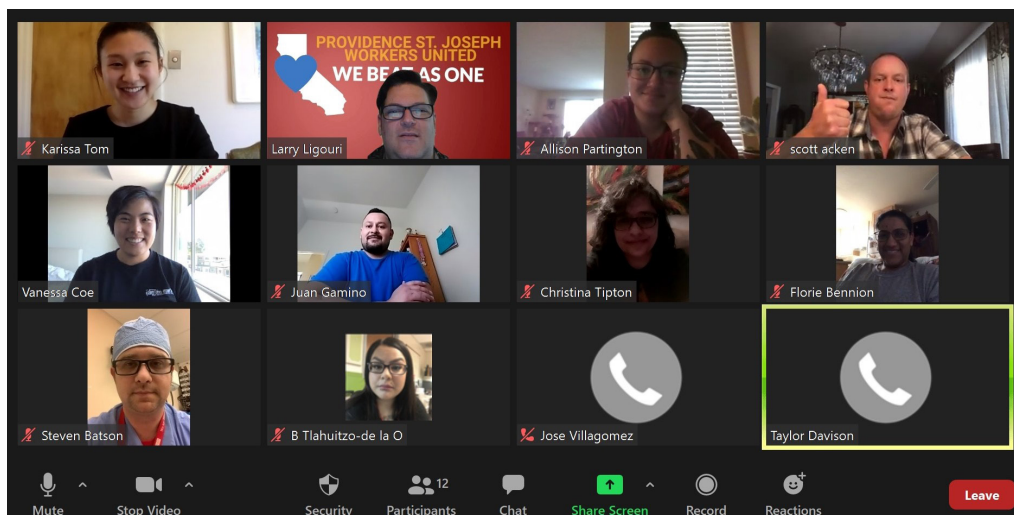 PROVIDENCE ST. JOSEPH
WORKERS UNITED
WE BEAT AS ONE
Karissa Tom
Larry Ligouri
Allison Partington
scott acken
Vanessa Coe
Juan Gamino
Christina Tipton
Florie Bennion
Steven Batson
B Tlahuitzo-de la O
Jose Villagomez
Taylor Davison
12
Mute
Stop Video
Security
Participants
Chat
Share Screen
Record
Reactions
Leave